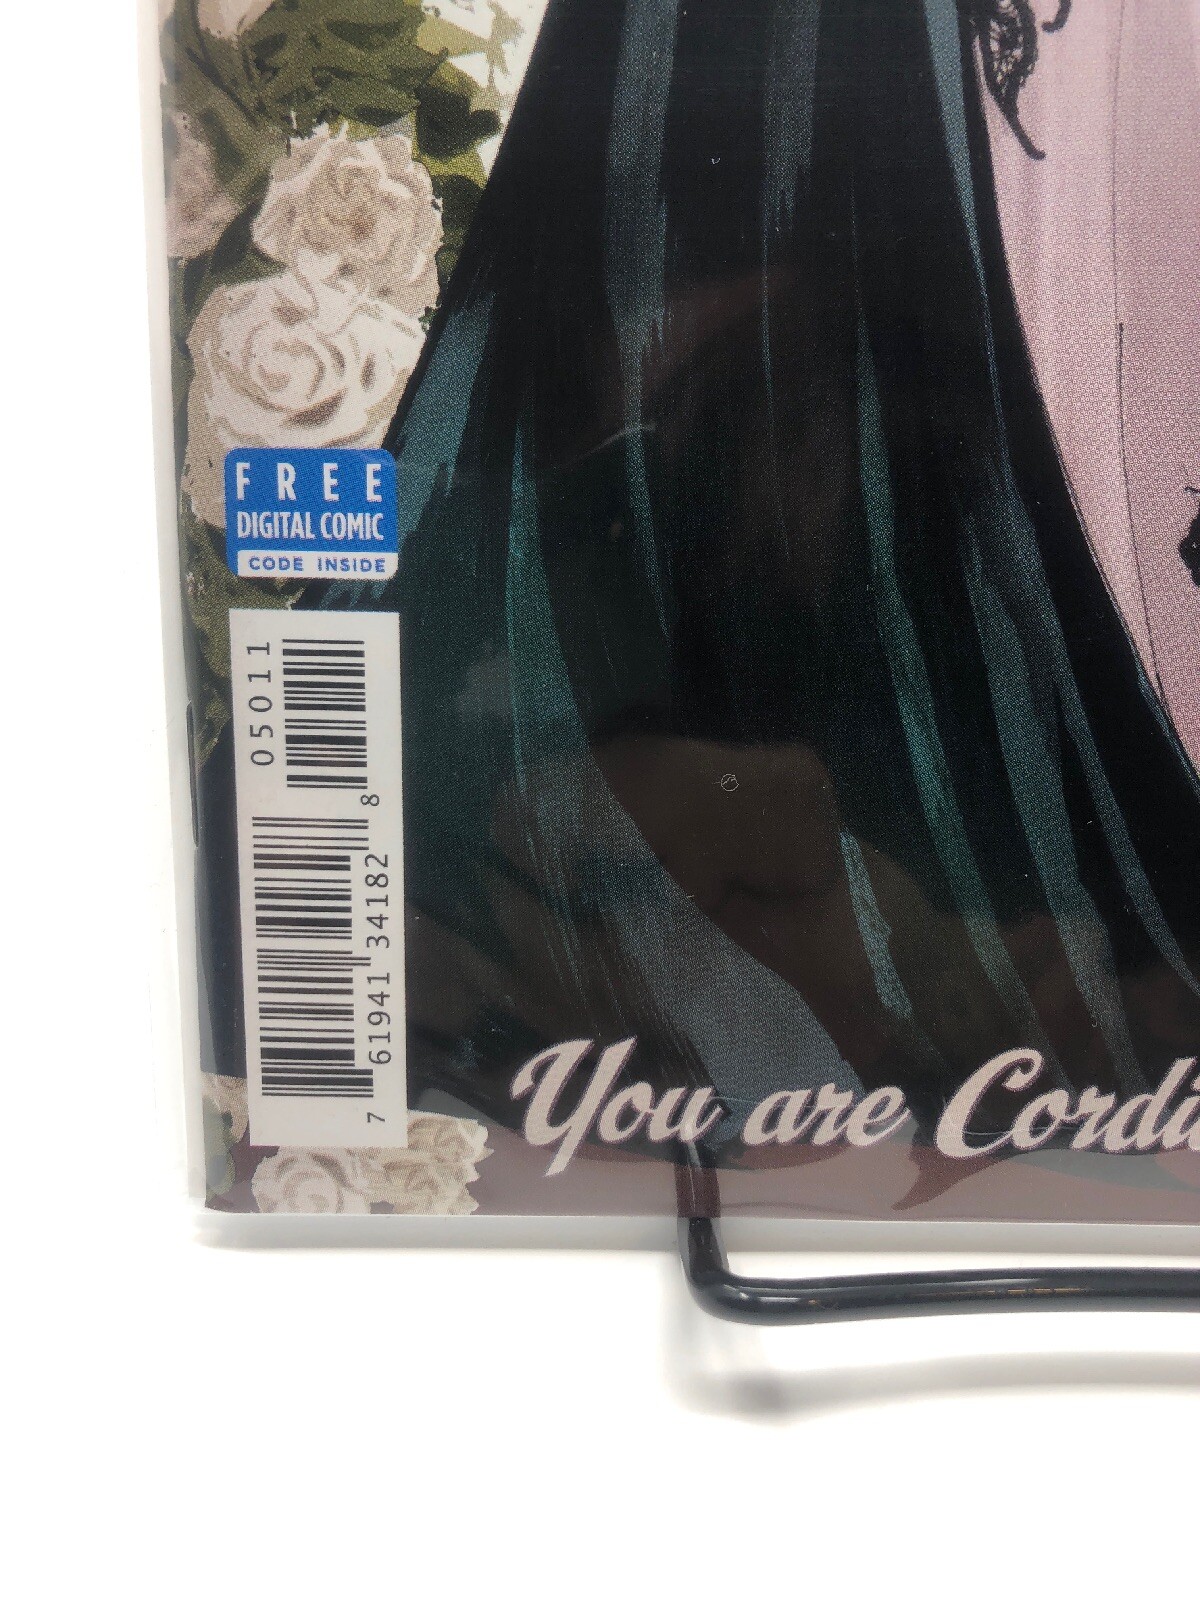 FREE
DIGITAL COMIC
CODE INSIDE
05011
7 61941 34182 8
You are Cordi